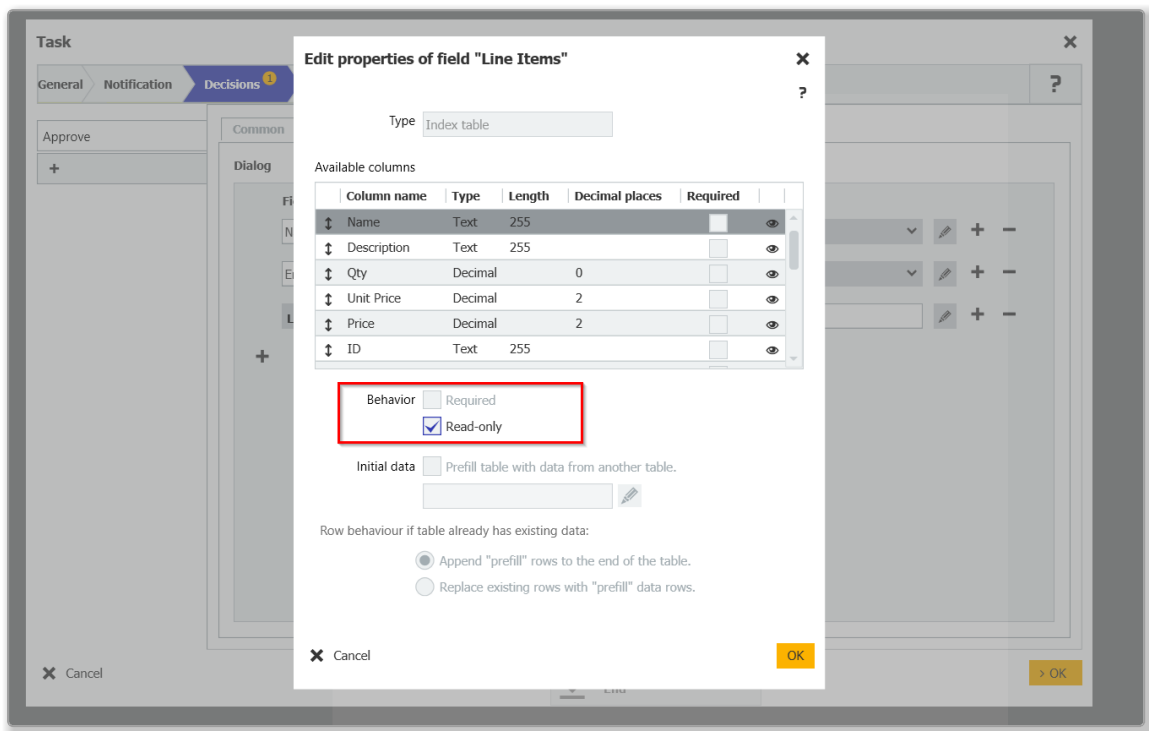 Task
General Notification Decisions 1
?
Approve
+
Common
Dialog
Edit properties of field "Line Items"
?
Type Index table
Available columns
Column name Type Length Decimal places Required
Name Text 255
Description Text 255
Qty Decimal 0
Unit Price Decimal 2
Price Decimal 2
ID Text 255
Behavior Required
Read-only
Initial data Prefill table with data from another table.
Row behaviour if table already has existing data:
Append "prefill" rows to the end of the table.
Replace existing rows with "prefill" data rows.
Cancel OK
Cancel > OK